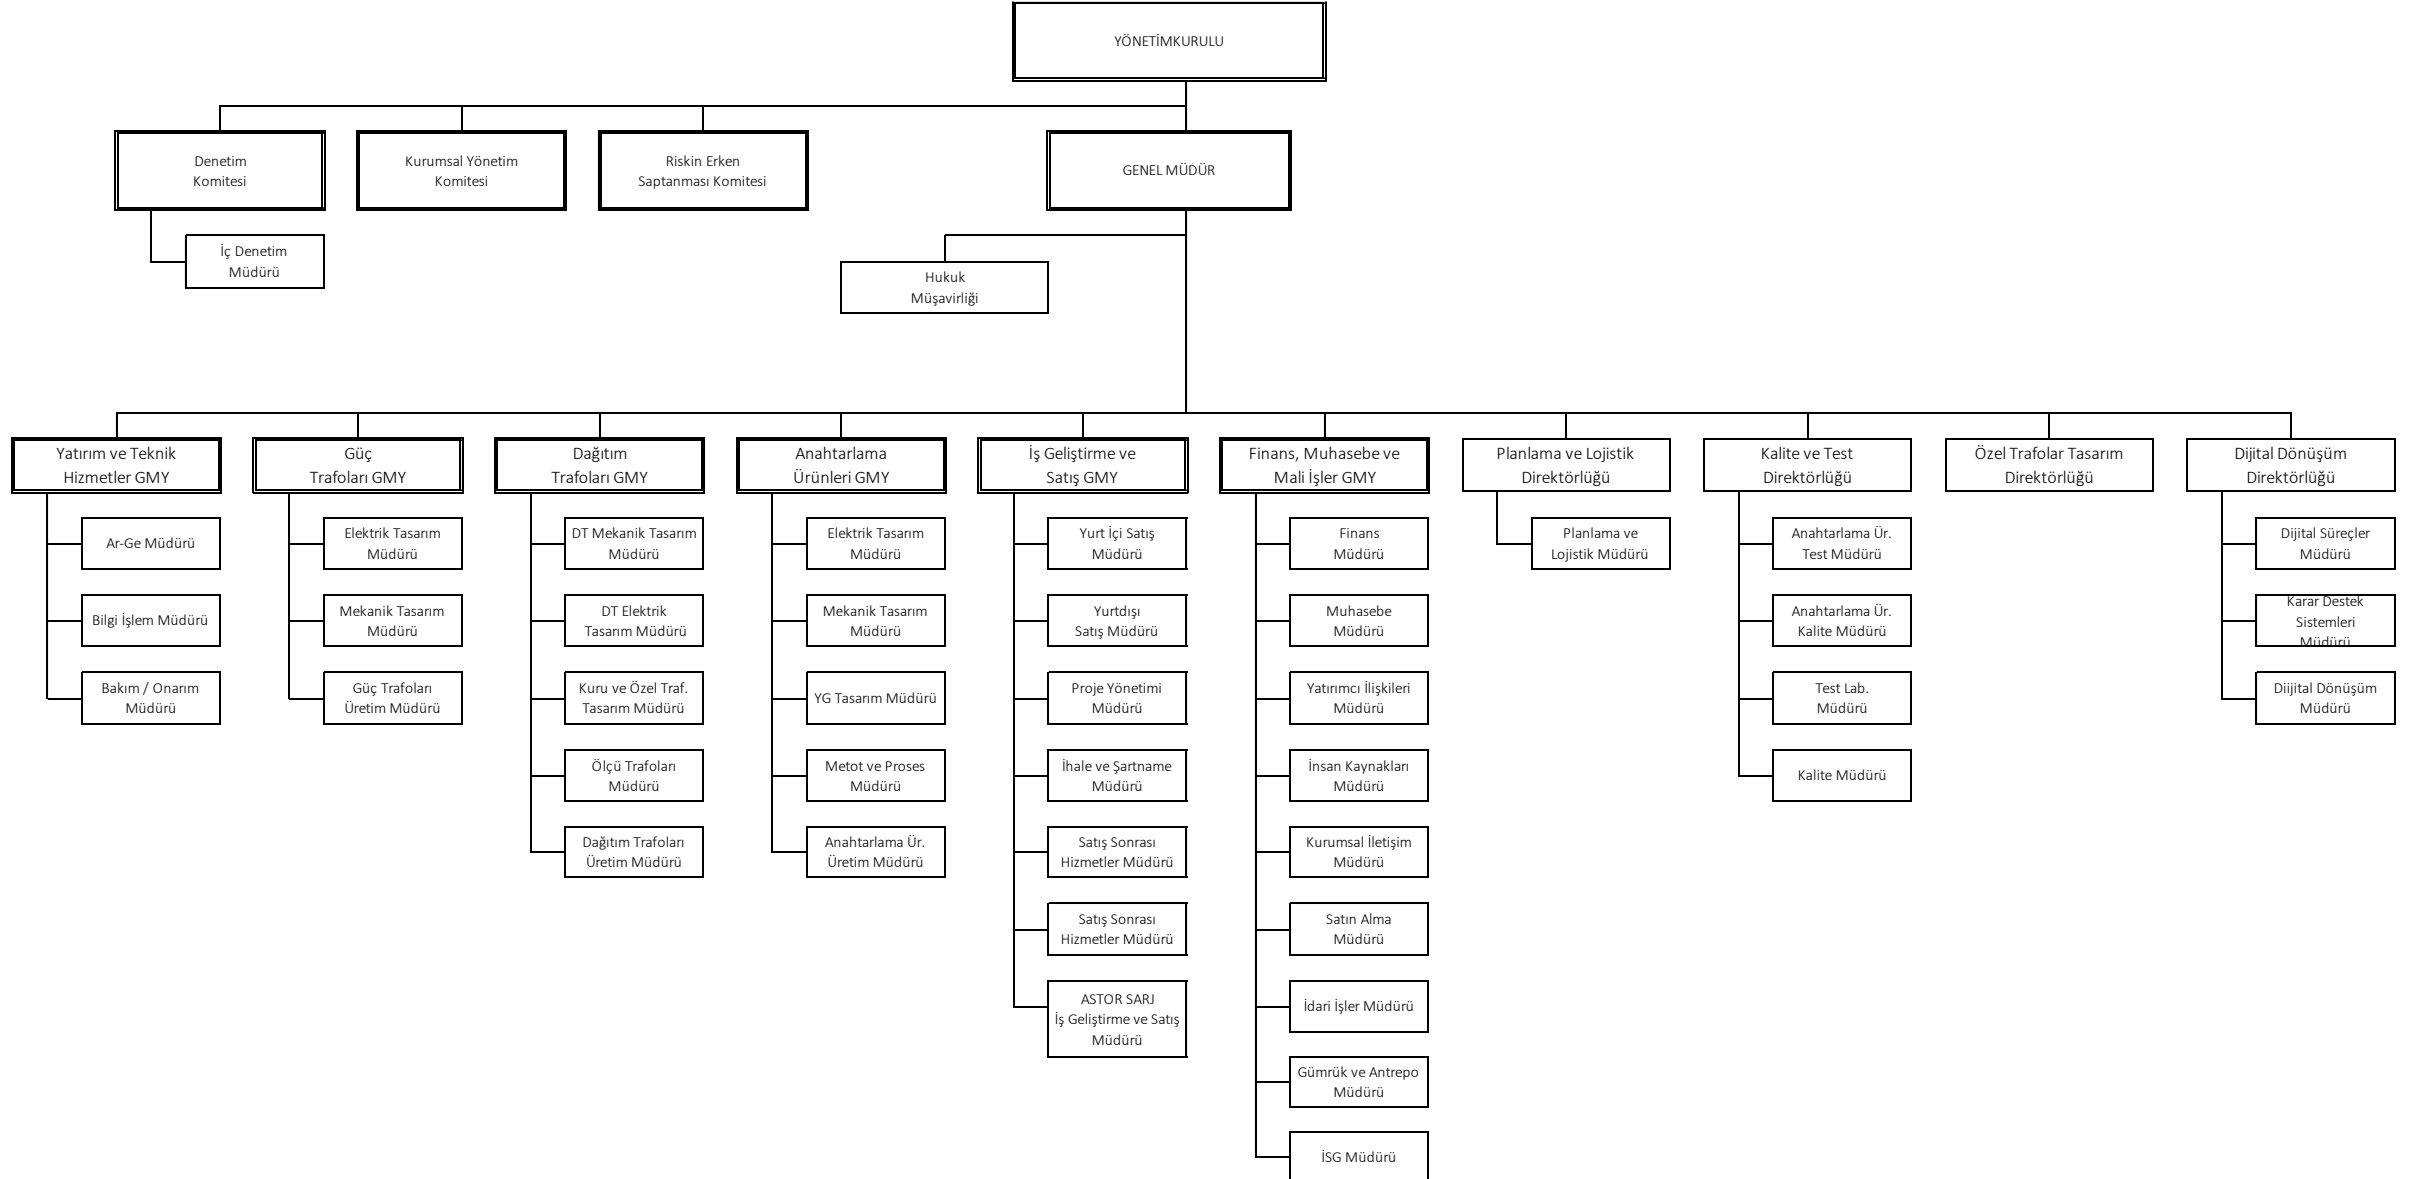 YÖNETİMKURULU
Denetim
Komitesi
Kurumsal Yönetim
Komitesi
Riskin Erken
Saptanması Komitesi
GENEL MÜDÜR
İç Denetim
Müdürü
Hukuk
Müşavirliği
Yatırım ve Teknik
Hizmetler GMY
Güç
Trafoları GMY
Dağıtım
Trafoları GMY
Anahtarlama
Ürünleri GMY
İş Geliştirme ve
Satış GMY
Finans, Muhasebe ve
Mali İşler GMY
Planlama ve Lojistik
Direktörlüğü
Kalite ve Test
Direktörlüğü
Özel Trafolar Tasarım
Direktörlüğü
Dijital Dönüşüm
Direktörlüğü
Ar-Ge Müdürü
Bilgi İşlem Müdürü
Bakım / Onarım
Müdürü
Elektrik Tasarım
Müdürü
Mekanik Tasarım
Müdürü
Güç Trafoları
Üretim Müdürü
DT Mekanik Tasarım
Müdürü
DT Elektrik
Tasarım Müdürü
Kuru ve Özel Traf.
Tasarım Müdürü
Ölçü Trafoları
Müdürü
Dağıtım Trafoları
Üretim Müdürü
Elektrik Tasarım
Müdürü
Mekanik Tasarım
Müdürü
YG Tasarım Müdürü
Metot ve Proses
Müdürü
Anahtarlama Ür.
Üretim Müdürü
Yurt İçi Satış
Müdürü
Yurtdışı
Satış Müdürü
Proje Yönetimi
Müdürü
İhale ve Şartname
Müdürü
Satış Sonrası
Hizmetler Müdürü
Satış Sonrası
Hizmetler Müdürü
ASTOR SARJ
İş Geliştirme ve Satış
Müdürü
Finans
Müdürü
Muhasebe
Müdürü
Yatırımcı İlişkileri
Müdürü
İnsan Kaynakları
Müdürü
Kurumsal İletişim
Müdürü
Satın Alma
Müdürü
İdari İşler Müdürü
Gümrük ve Antrepo
Müdürü
İSG Müdürü
Planlama ve
Lojistik Müdürü
Anahtarlama Ür.
Test Müdürü
Anahtarlama Ür.
Kalite Müdürü
Test Lab.
Müdürü
Kalite Müdürü
Dijital Süreçler
Müdürü
Karar Destek
Sistemleri
Müdürü
Diijital Dönüşüm
Müdürü